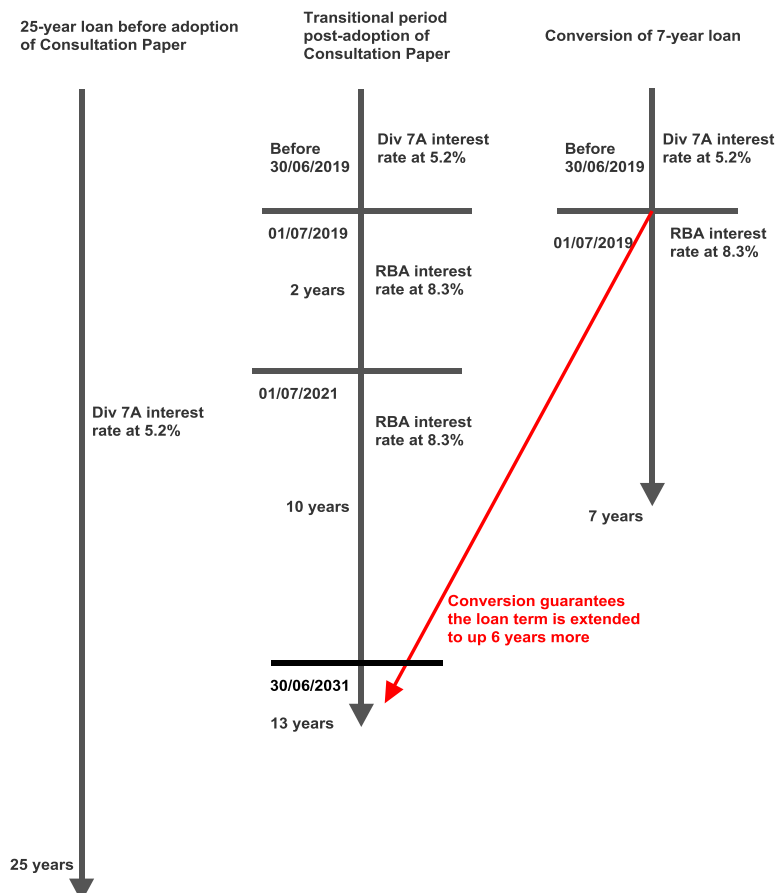 25-year loan before adoption
of Consultation Paper
Div 7A interest
rate at 5.2%
25 years
Transitional period
post-adoption of
Consultation Paper
Before
30/06/2019
Div 7A interest
rate at 5.2%
01/07/2019
2 years
RBA interest
rate at 8.3%
01/07/2021
RBA interest
rate at 8.3%
10 years
30/06/2031
13 years
Conversion of 7-year loan
Before
30/06/2019
Div 7A interest
rate at 5.2%
01/07/2019
RBA interest
rate at 8.3%
7 years
Conversion guarantees
the loan term is extended
to up 6 years more